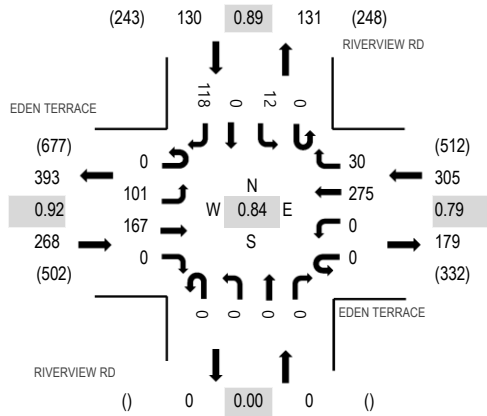 (243) 130 0.89 131 (248)
RIVERVIEW RD
118 0 12 0
EDEN TERRACE
(677) (512)
393 0 30 305
0.92 101 N 275 0.79
W 0.84 E
268 167 S 0 179
(502) 0 0 (332)
0 0 0 0
EDEN TERRACE
RIVERVIEW RD
() 0 0.00 0 ()